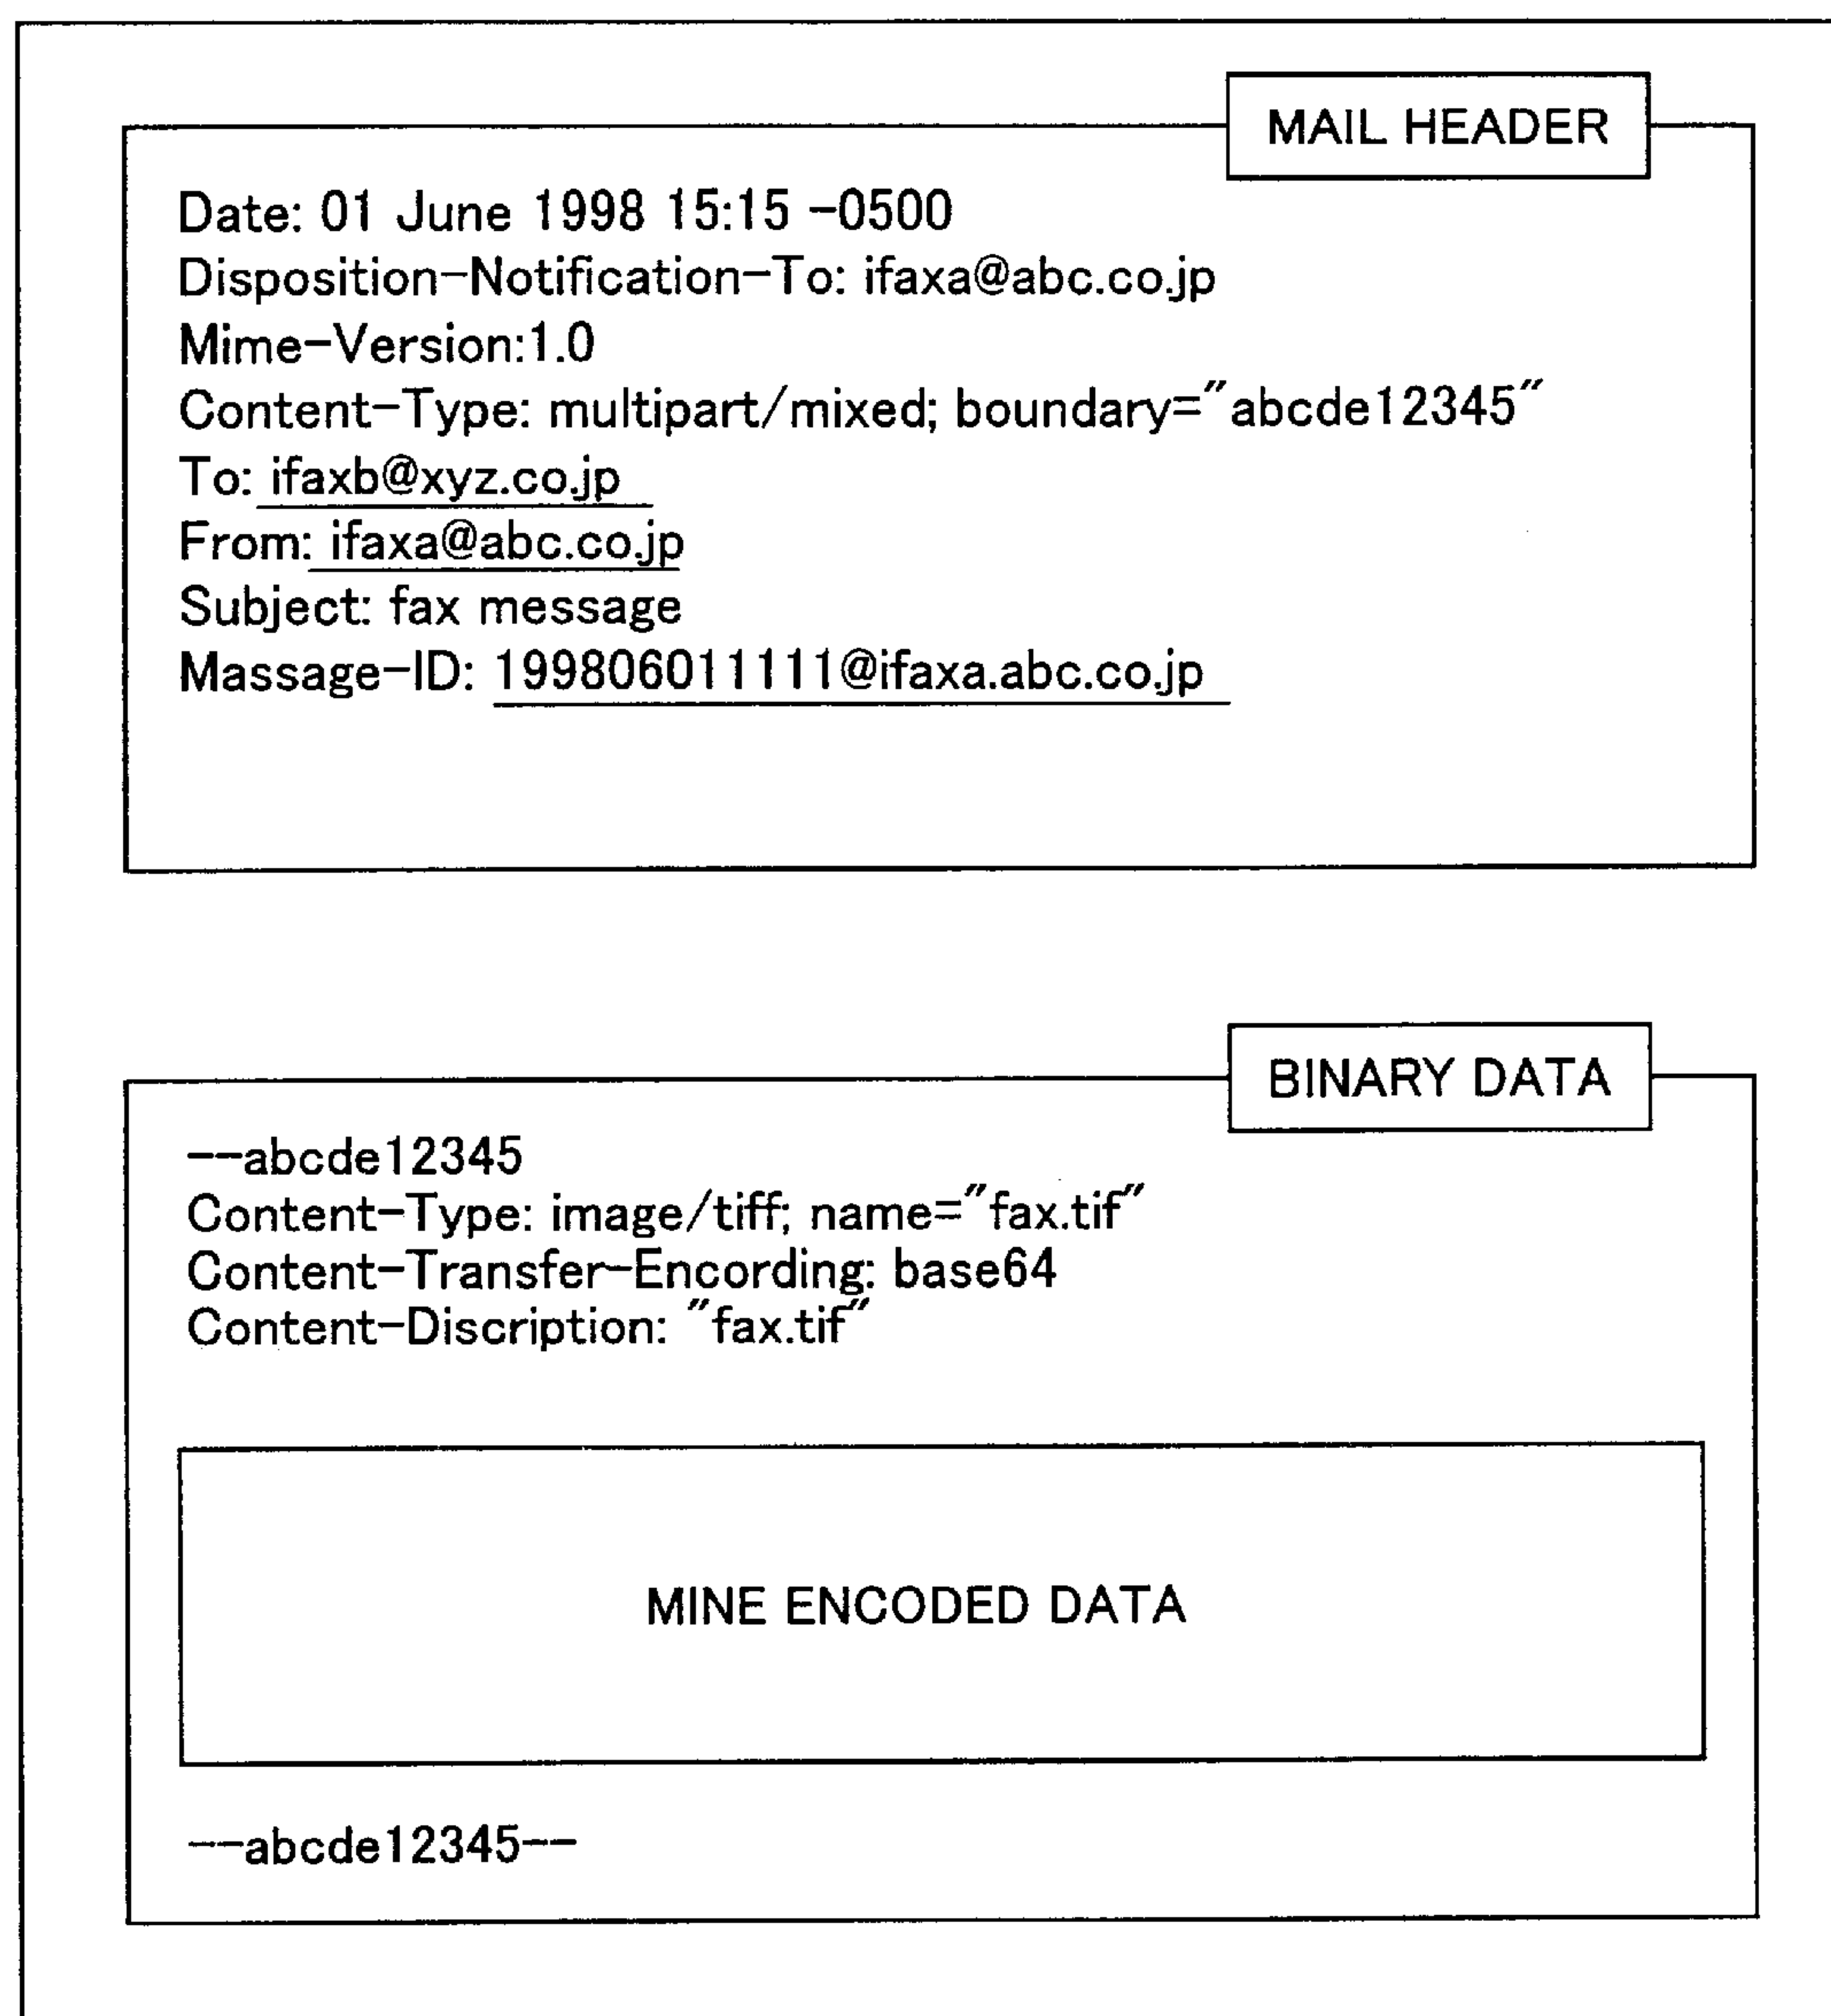 MAIL HEADER
Date: 01 June 1998 15:15 -0500
Disposition-Notification-To: ifaxa@abc.co.jp
Mime-Version:1.0
Content-Type: multipart/mixed; boundary="abcde12345"
To: ifaxb@xyz.co.jp
From: ifaxa@abc.co.jp
Subject: fax message
Massage-ID: 199806011111@ifaxa.abc.co.jp
BINARY DATA
--abcde12345
Content-Type: image/tiff; name="fax.tif"
Content-Transfer-Encording: base64
Content-Discription: "fax.tif"
MINE ENCODED DATA
--abcde12345--